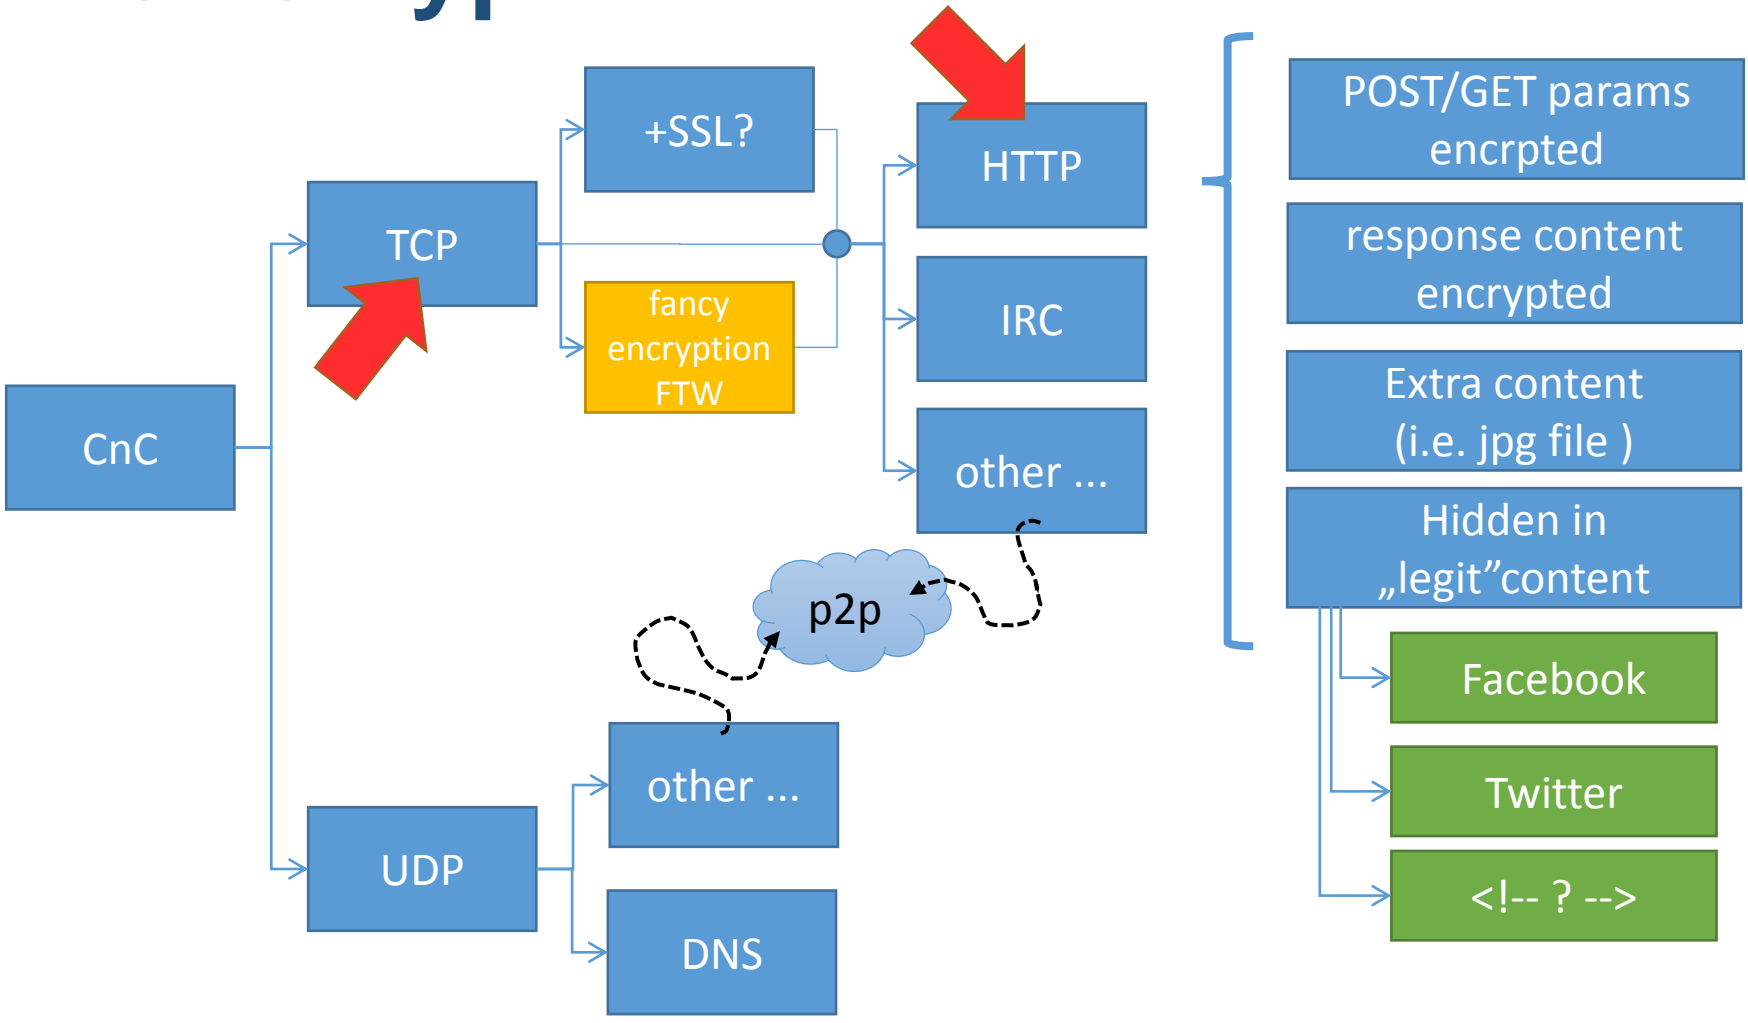 +SSL?
HTTP
POST/GET params
encrpted
TCP
response content
encrypted
fancy
encryption
FTW
IRC
Extra content
(i.e. jpg file )
CnC
other ...
Hidden in
„legit”content
p2p
Facebook
other ...
Twitter
UDP
<!-- ? -->
DNS